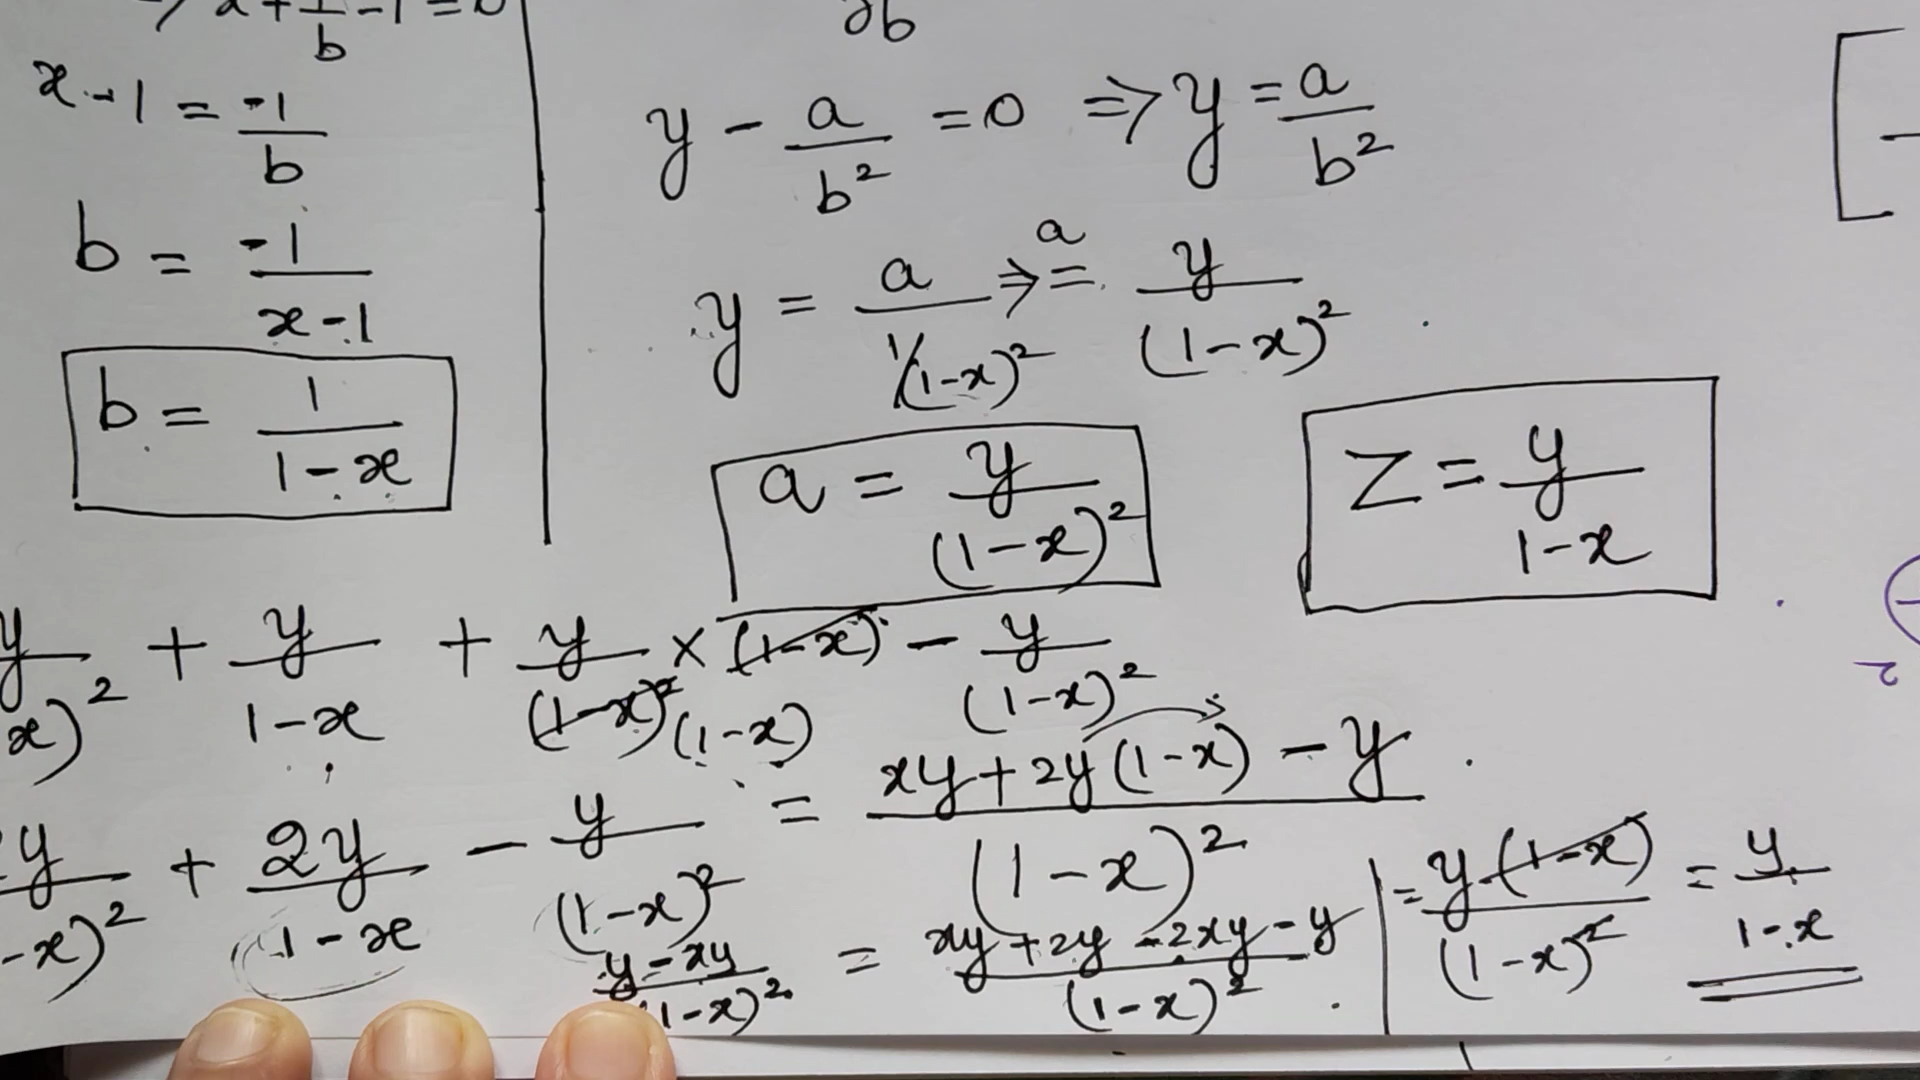 x + 1/b - 1 = 0
x - 1 = -1/b
b = -1/(x-1)
b = 1/(1-x)
∂b
y - a/b² = 0 ⇒ y = a/b²
y = a/(1/(1-x)²) ⇒ a = y/(1-x)²
a = y/(1-x)²
Z = y/(1-x)
y/x)² + y/(1-x) + y/(1-x)² × (1-x)/(1-x) - y/(1-x)²
y/-x)² + 2y/(1-x) - y/(1-x)² = (xy+2y(1-x) - y)/(1-x)²
(y-xy)/(1-x)² = (xy+2y-2xy-y)/(1-x)²
= y(1-x)/(1-x)² = y/(1-x)